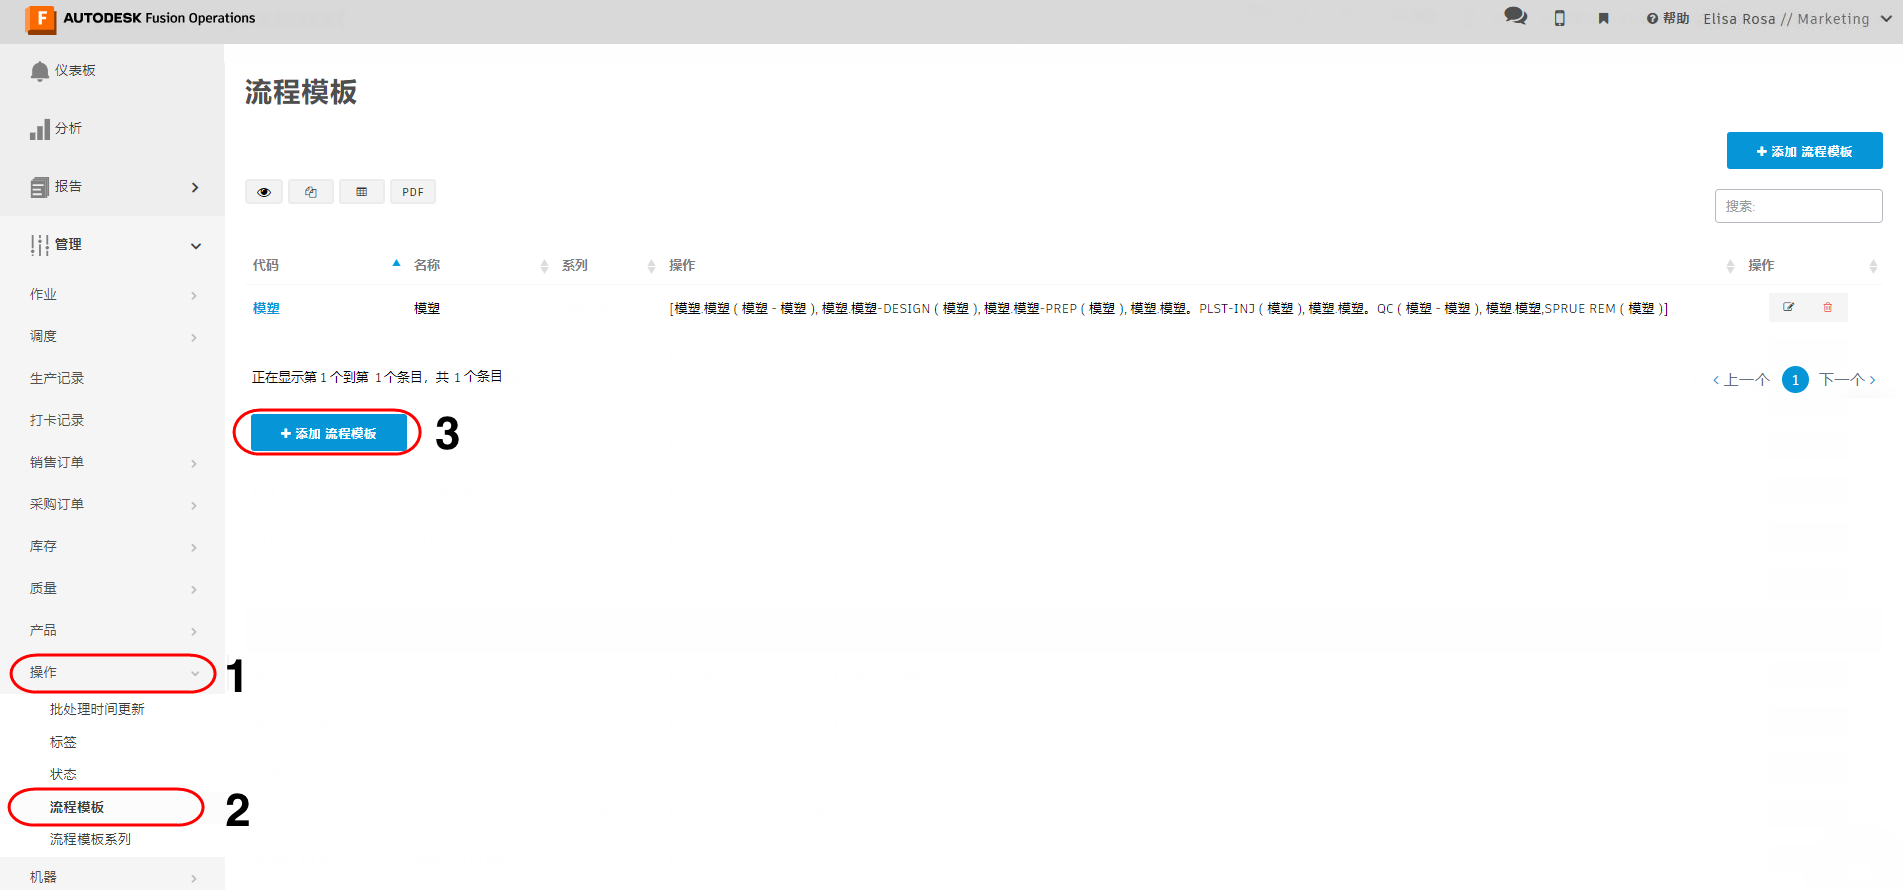 AUTODESK Fusion Operations
帮助 Elisa Rosa // Marketing
仪表板
分析
报告
管理
作业
调度
生产记录
打卡记录
销售订单
采购订单
库存
质量
产品
操作 1
批处理时间更新
标签
状态
流程模板 2
流程模板系列
机器
流程模板
+ 添加 流程模板
PDF
搜索:
代码 名称 系列 操作 操作
模塑 模塑 [模塑.模塑 ( 模塑 - 模塑 ), 模塑.模塑-DESIGN ( 模塑 ), 模塑.模塑-PREP ( 模塑 ), 模塑.模塑。PLST-INJ ( 模塑 ), 模塑.模塑。QC ( 模塑 - 模塑 ), 模塑.模塑,SPRUE REM ( 模塑 )]
正在显示第 1 个到第 1 个条目，共 1 个条目
‹ 上一个 1 下一个 ›
+ 添加 流程模板 3